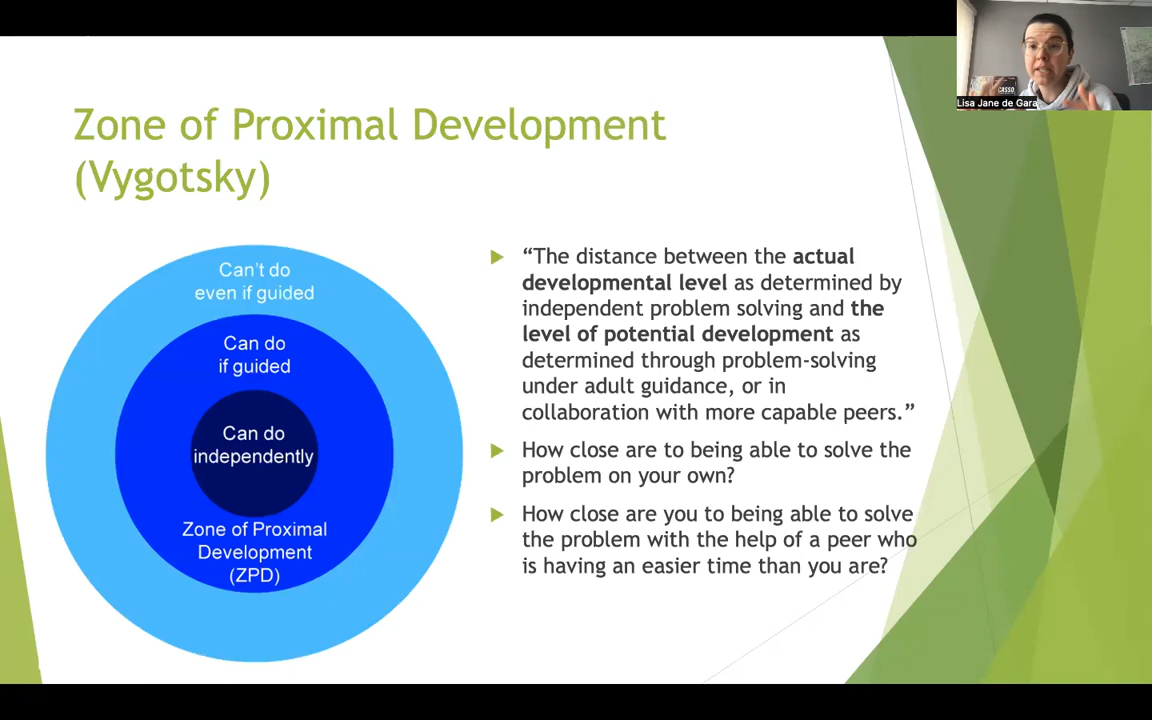 CASSO
Lisa Jane de Gara
Zone of Proximal Development
(Vygotsky)
Can't do
even if guided
Can do
if guided
Can do
independently
Zone of Proximal
Development
(ZPD)
“The distance between the actual
developmental level as determined by
independent problem solving and the
level of potential development as
determined through problem-solving
under adult guidance, or in
collaboration with more capable peers.”
How close are to being able to solve the
problem on your own?
How close are you to being able to solve
the problem with the help of a peer who
is having an easier time than you are?